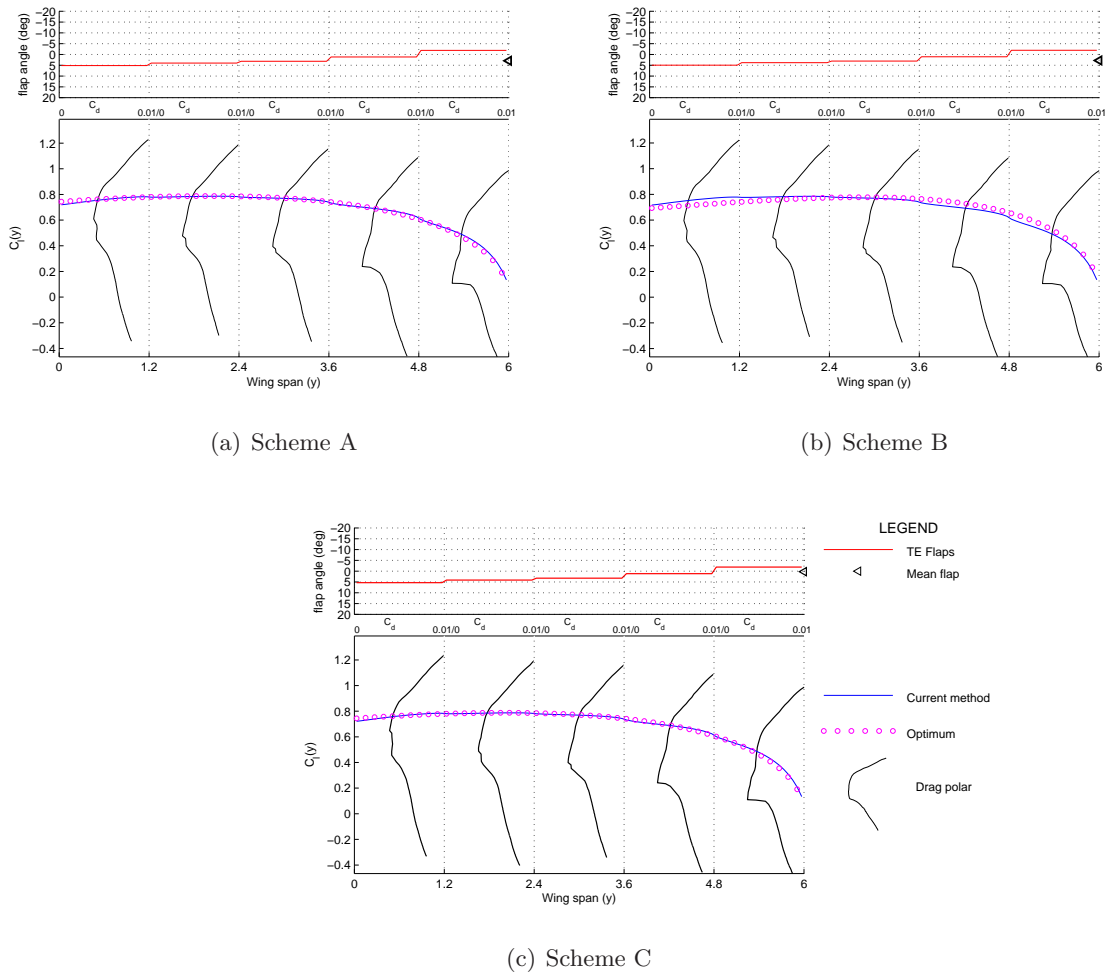 flap angle (deg)
−20
−15
−10
−5
0
5
10
15
20
0 C_d 0.01/0 C_d 0.01/0 C_d 0.01/0 C_d 0.01/0 C_d 0.01
C_l(y)
1.2
1
0.8
0.6
0.4
0.2
0
−0.2
−0.4
0 1.2 2.4 3.6 4.8 6
Wing span (y)
(a) Scheme A
flap angle (deg)
−20
−15
−10
−5
0
5
10
15
20
0 C_d 0.01/0 C_d 0.01/0 C_d 0.01/0 C_d 0.01/0 C_d 0.01
C_l(y)
1.2
1
0.8
0.6
0.4
0.2
0
−0.2
−0.4
0 1.2 2.4 3.6 4.8 6
Wing span (y)
(b) Scheme B
flap angle (deg)
−20
−15
−10
−5
0
5
10
15
20
0 C_d 0.01/0 C_d 0.01/0 C_d 0.01/0 C_d 0.01/0 C_d 0.01
C_l(y)
1.2
1
0.8
0.6
0.4
0.2
0
−0.2
−0.4
0 1.2 2.4 3.6 4.8 6
Wing span (y)
LEGEND
TE Flaps
Mean flap
Current method
Optimum
Drag polar
(c) Scheme C